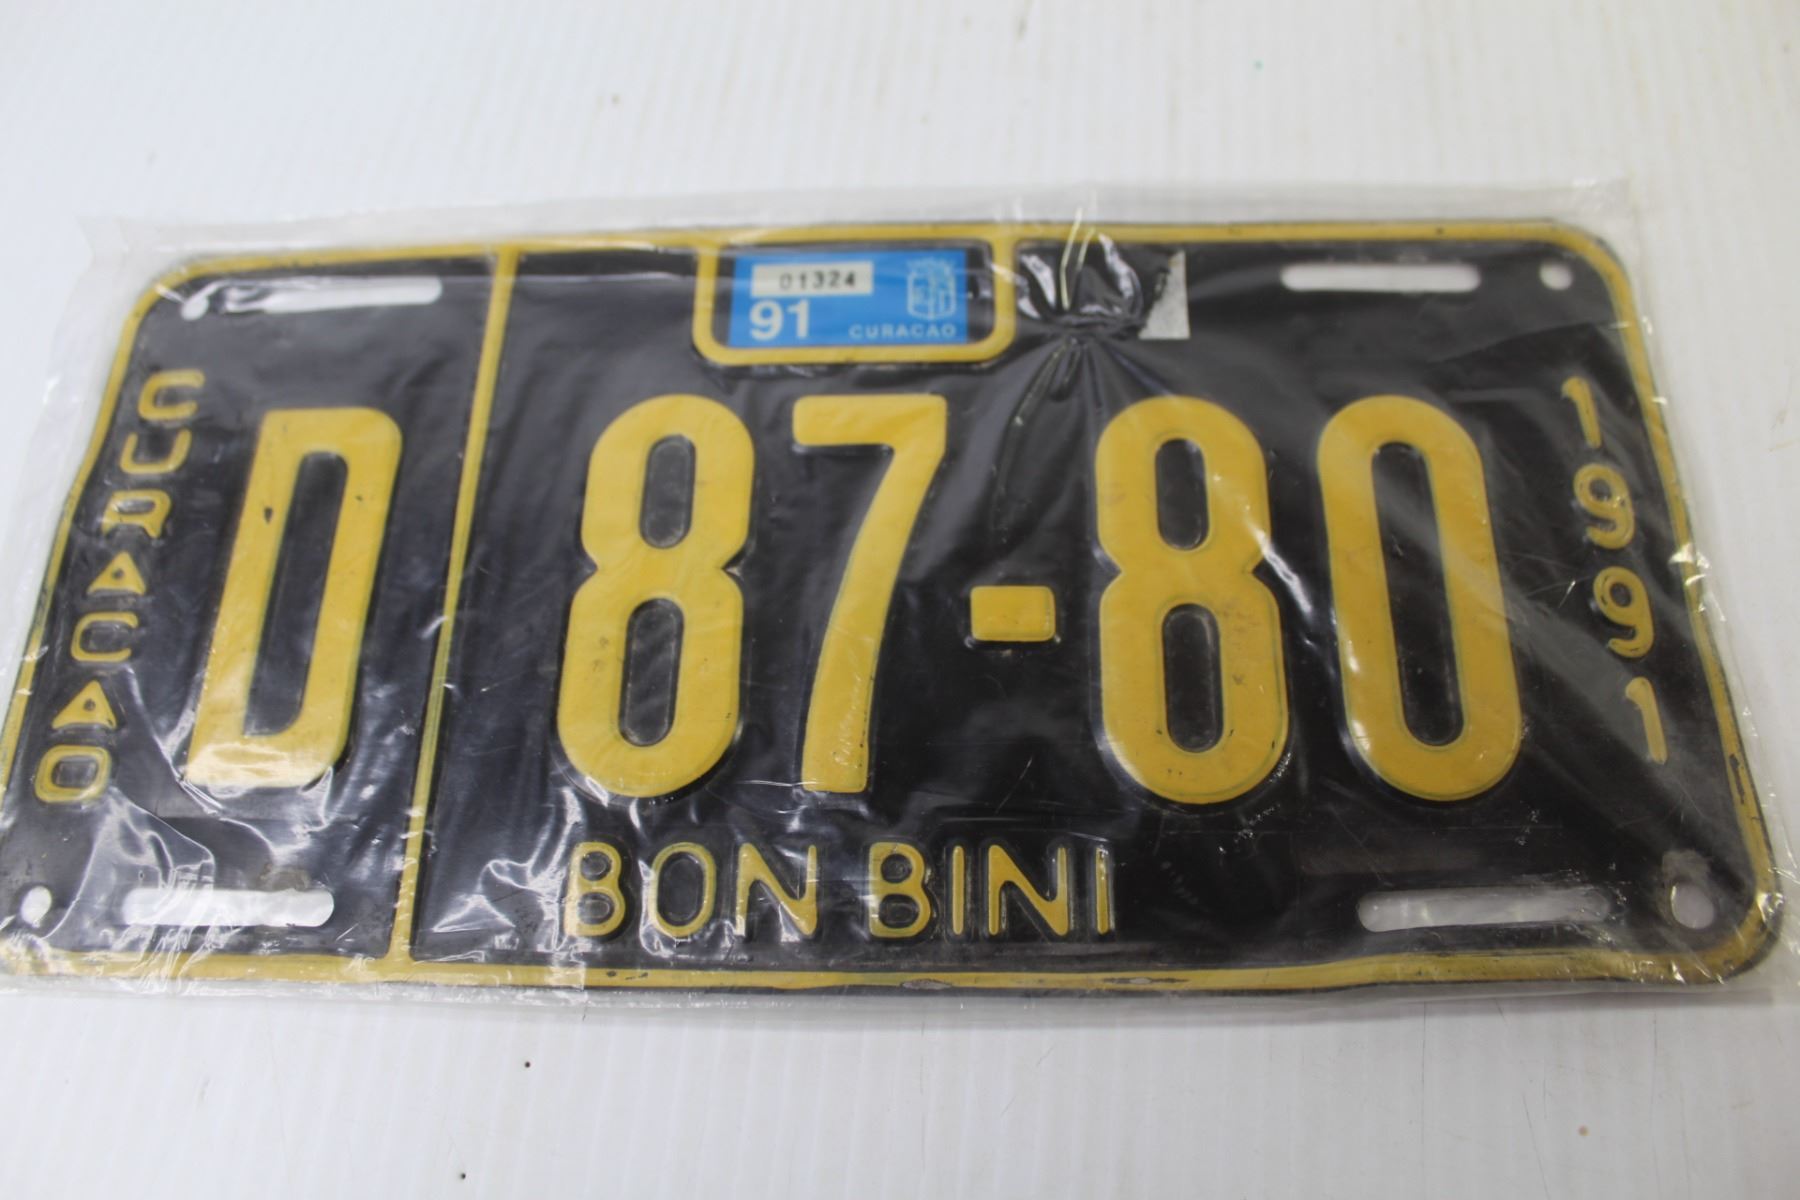 01324
91 CURACAO
CURACAO
D 87-80
1991
BON BINI